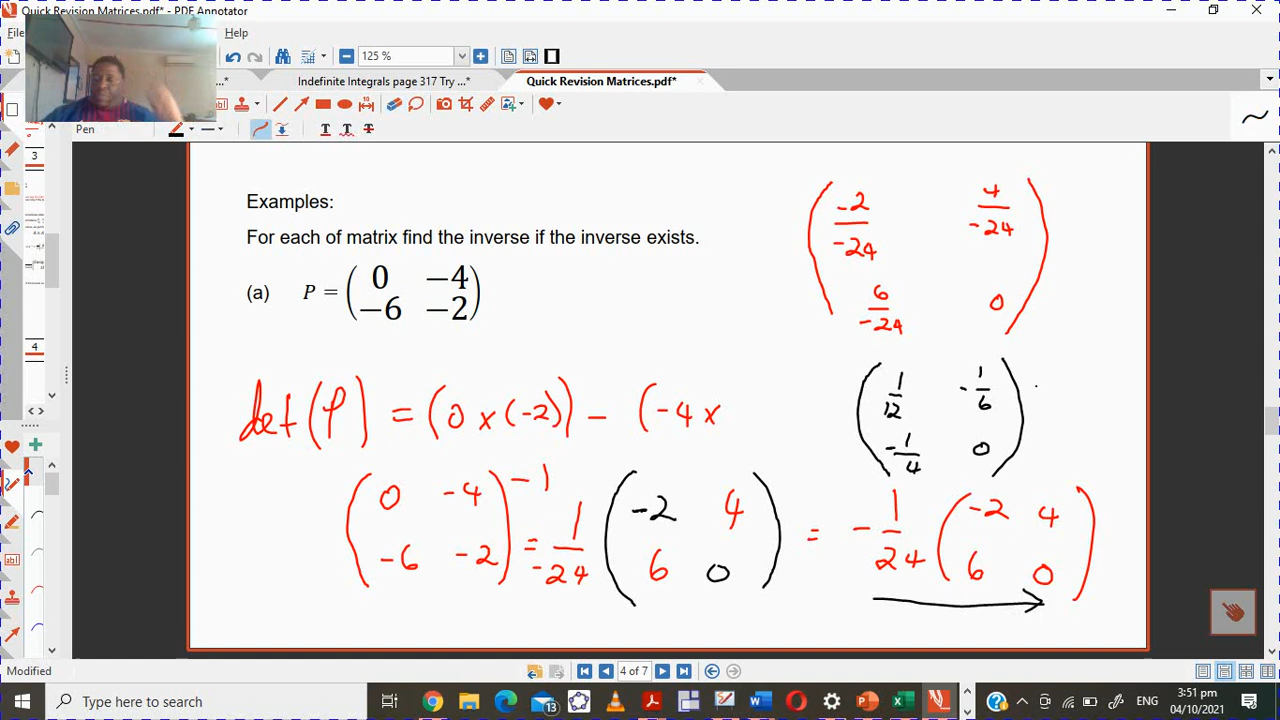 Quick Revision Matrices.pdf* - PDF Annotator
Help
125 %
Indefinite Integrals page 317 Try ...*
Quick Revision Matrices.pdf*
Pen
3
4
Examples:
For each of matrix find the inverse if the inverse exists.
(a) P = (0 −4
−6 −2)
(-2/-24 4/-24
6/-24 0)
(1/12 -1/6
-1/4 0)
det(P) = (0 x (-2)) - (-4 x
(0 -4
-6 -2)-1 = 1/-24 (-2 4
6 0) = -1/24 (-2 4
6 0)
Modified
4 of 7
Type here to search
13
ENG
3:51 pm
04/10/2021